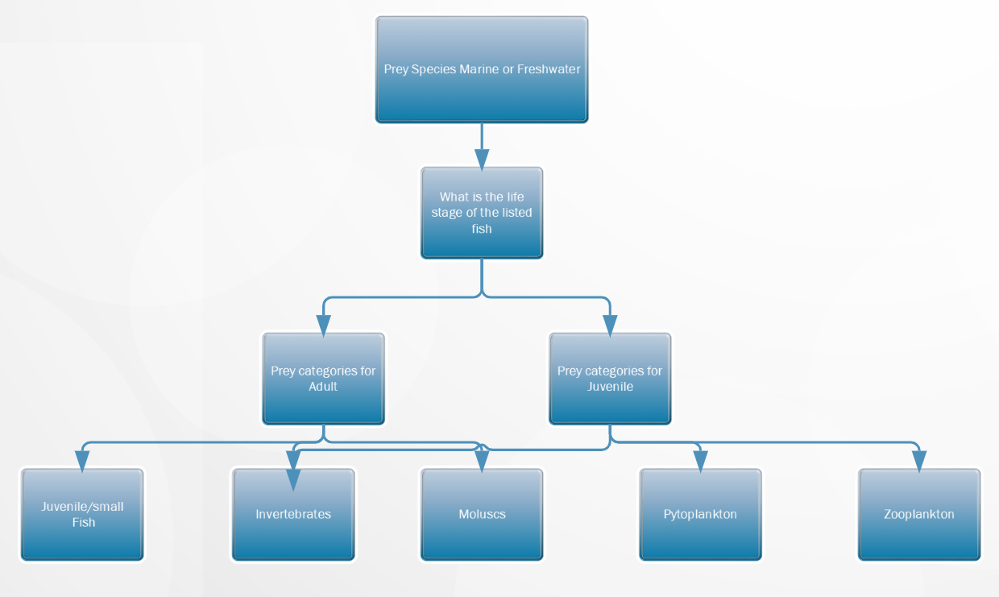 Prey Species Marine or Freshwater
What is the life
stage of the listed
fish
Prey categories for
Adult
Prey categories for
Juvenile
Juvenile/small
Fish
Invertebrates
Moluscs
Pytoplankton
Zooplankton